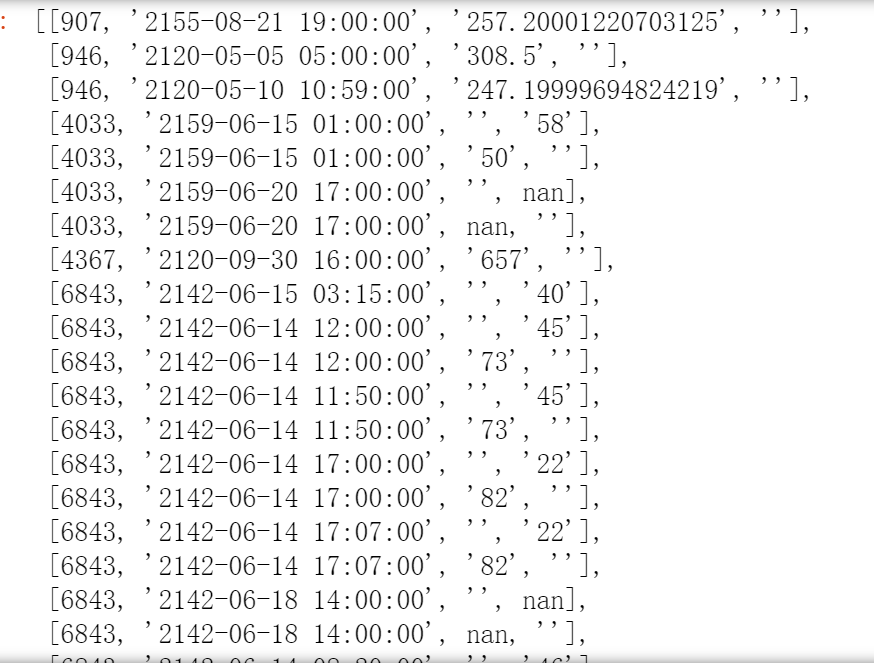 : [[907, '2155-08-21 19:00:00', '257.20001220703125', ''],
[946, '2120-05-05 05:00:00', '308.5', ''],
[946, '2120-05-10 10:59:00', '247.19999694824219', ''],
[4033, '2159-06-15 01:00:00', '', '58'],
[4033, '2159-06-15 01:00:00', '50', ''],
[4033, '2159-06-20 17:00:00', '', nan],
[4033, '2159-06-20 17:00:00', nan, ''],
[4367, '2120-09-30 16:00:00', '657', ''],
[6843, '2142-06-15 03:15:00', '', '40'],
[6843, '2142-06-14 12:00:00', '', '45'],
[6843, '2142-06-14 12:00:00', '73', ''],
[6843, '2142-06-14 11:50:00', '', '45'],
[6843, '2142-06-14 11:50:00', '73', ''],
[6843, '2142-06-14 17:00:00', '', '22'],
[6843, '2142-06-14 17:00:00', '82', ''],
[6843, '2142-06-14 17:07:00', '', '22'],
[6843, '2142-06-14 17:07:00', '82', ''],
[6843, '2142-06-18 14:00:00', '', nan],
[6843, '2142-06-18 14:00:00', nan, ''],